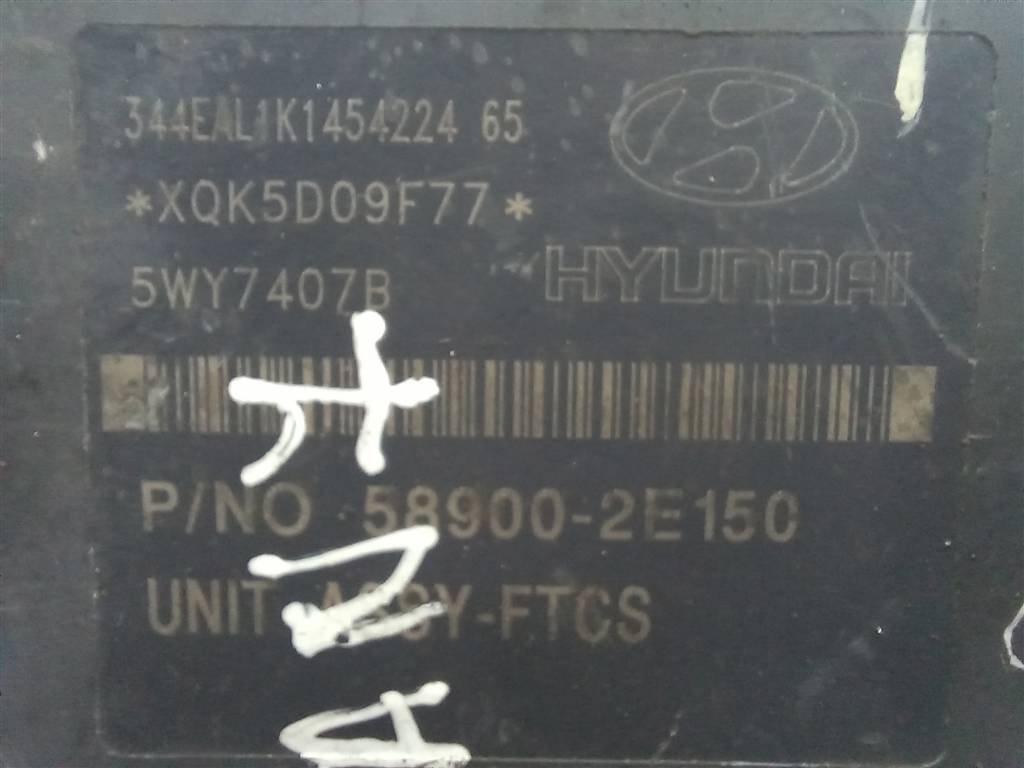 344EAL1K1454224 65
*XQK5D09F77*
5WY7407B
HYUNDAI
P/NO 58900-2E150
UNIT ASSY-FTCS